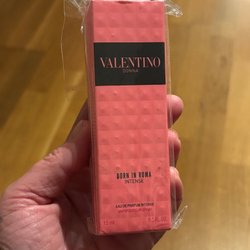 VALENTINO
DONNA
BORN IN ROMA
INTENSE
EAU DE PARFUM INTENSE